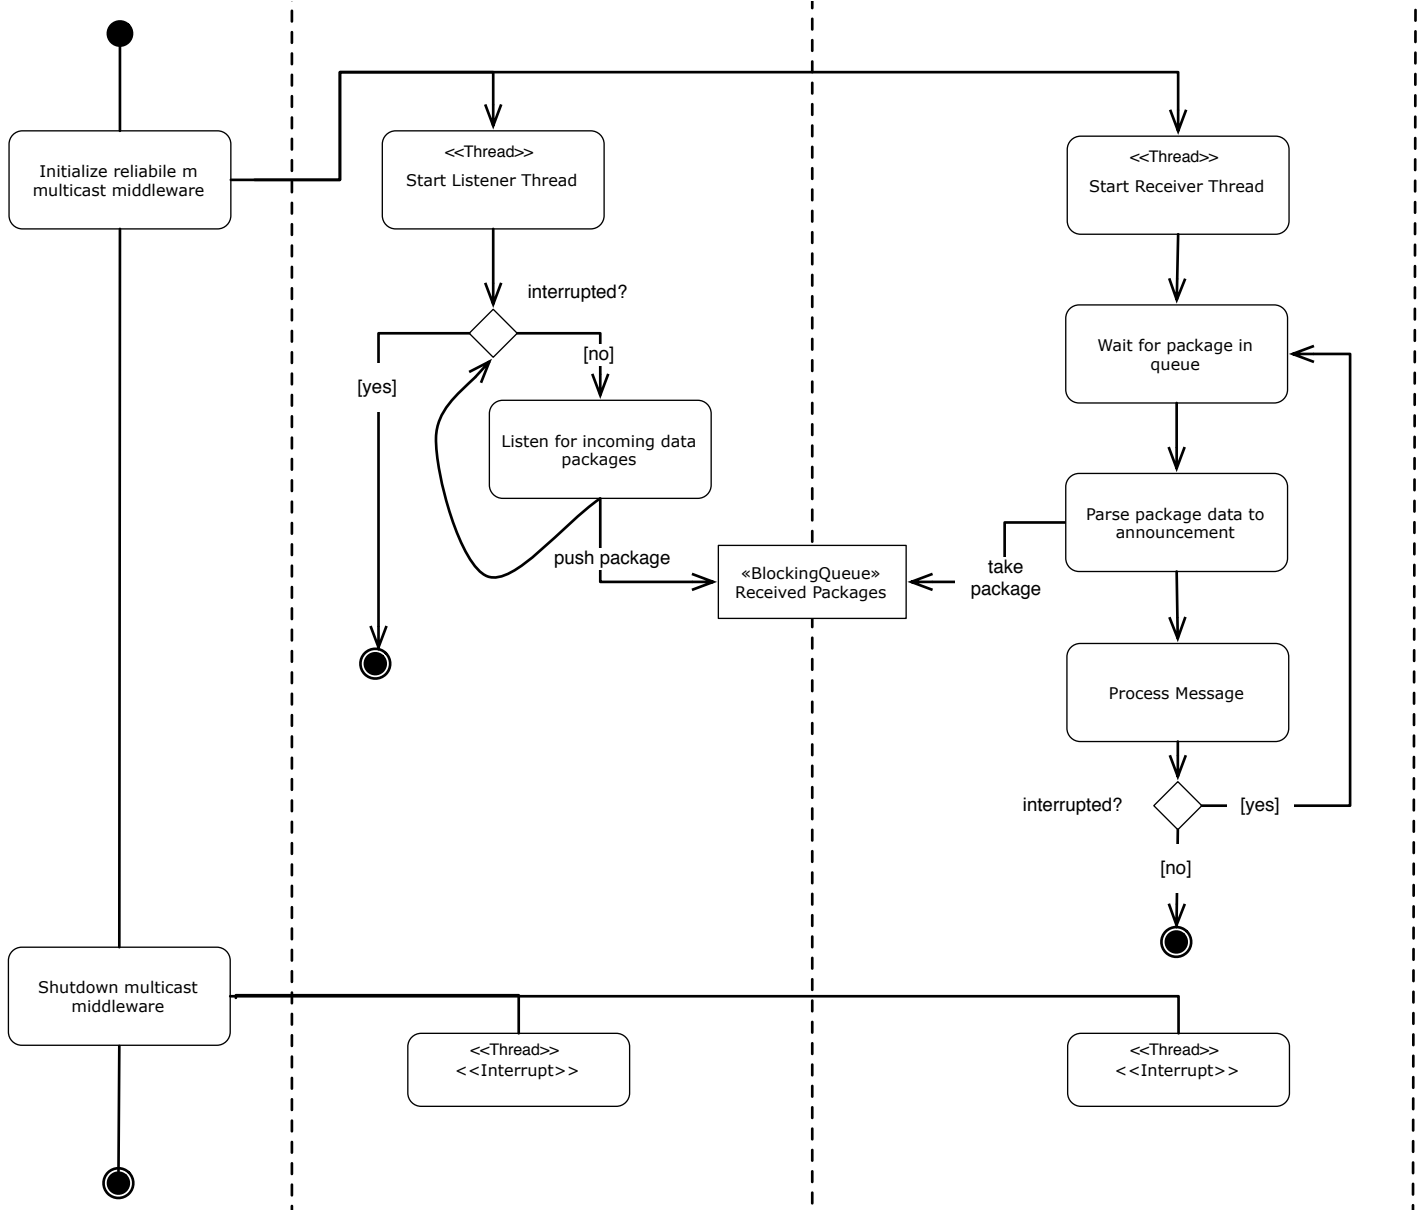 Initialize reliabile m
multicast middleware
<<Thread>>
Start Listener Thread
<<Thread>>
Start Receiver Thread
interrupted?
[no]
[yes]
Listen for incoming data
packages
push package
«BlockingQueue»
Received Packages
Wait for package in
queue
Parse package data to
announcement
take
package
Process Message
interrupted?
[yes]
[no]
Shutdown multicast
middleware
<<Thread>>
<<Interrupt>>
<<Thread>>
<<Interrupt>>